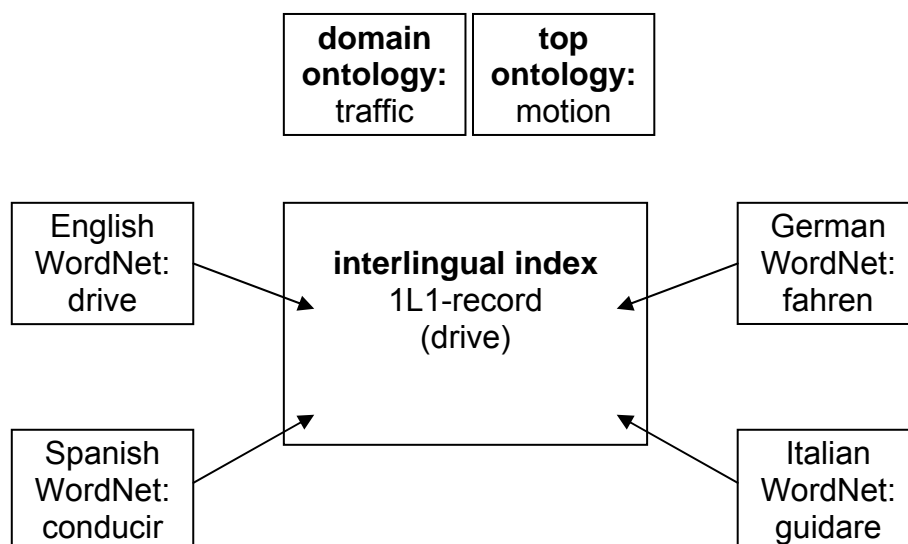 domain
ontology:
traffic
top
ontology:
motion
English
WordNet:
drive
interlingual index
1L1-record
(drive)
German
WordNet:
fahren
Spanish
WordNet:
conducir
Italian
WordNet:
guidare